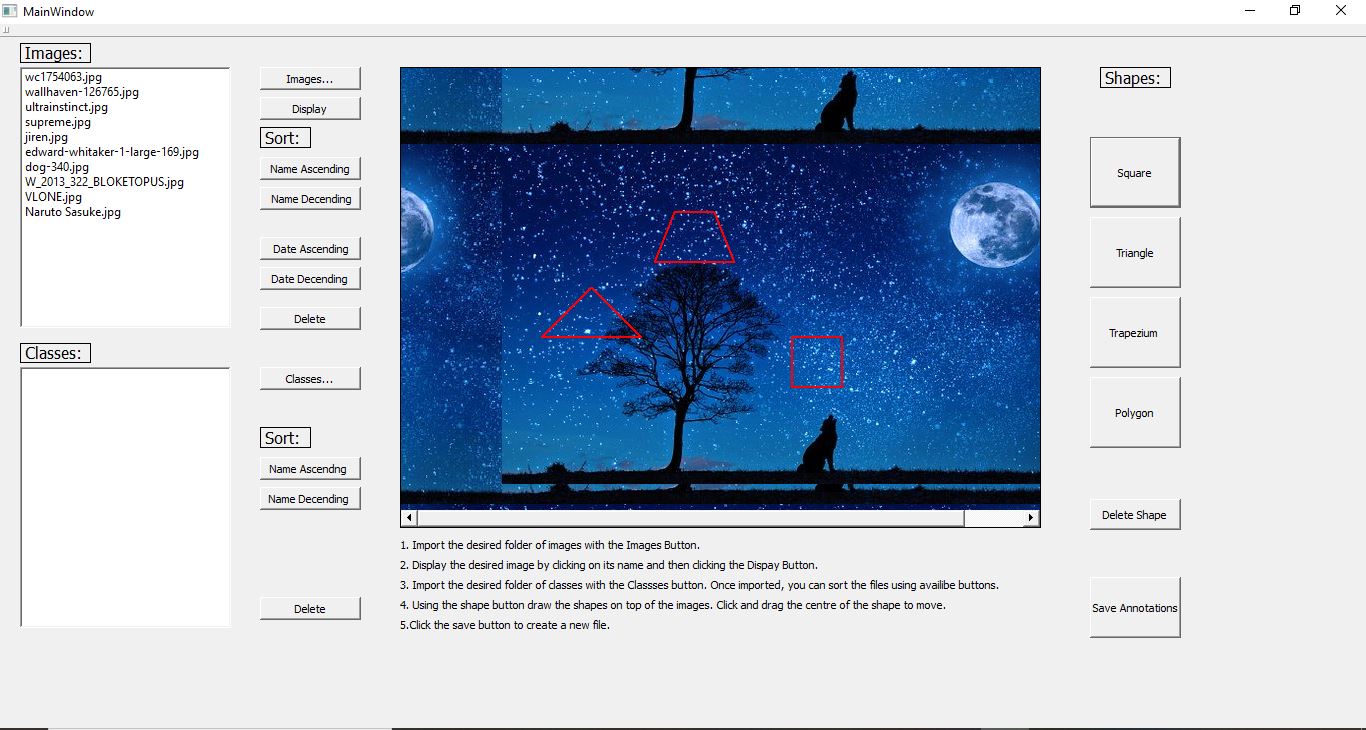 MainWindow
Images:
wc1754063.jpg
wallhaven-126765.jpg
ultrainstinct.jpg
supreme.jpg
jiren.jpg
edward-whitaker-1-large-169.jpg
dog-340.jpg
W_2013_322_BLOKETOPUS.jpg
VLONE.jpg
Naruto Sasuke.jpg
Classes:
Images...
Display
Sort:
Name Ascending
Name Decending
Date Ascending
Date Decending
Delete
Classes...
Sort:
Name Ascendng
Name Decending
Delete
1. Import the desired folder of images with the Images Button.
2. Display the desired image by clicking on its name and then clicking the Dispay Button.
3. Import the desired folder of classes with the Classses button. Once imported, you can sort the files using availibe buttons.
4. Using the shape button draw the shapes on top of the images. Click and drag the centre of the shape to move.
5.Click the save button to create a new file.
Shapes:
Square
Triangle
Trapezium
Polygon
Delete Shape
Save Annotations